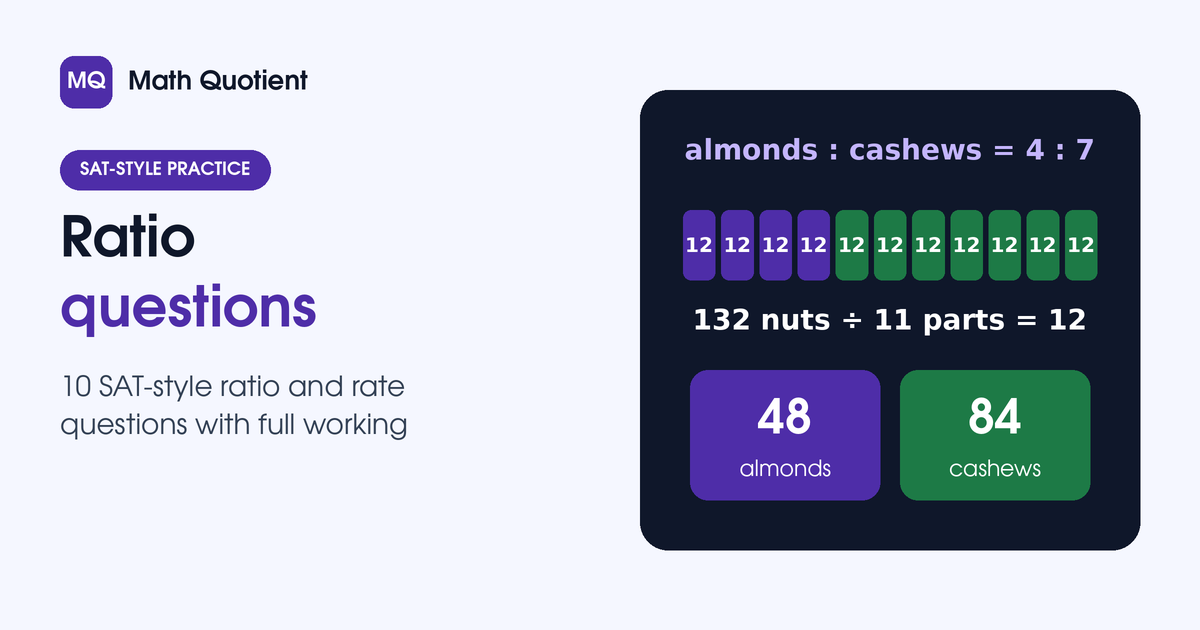 MQ Math Quotient
SAT-STYLE PRACTICE
Ratio
questions
10 SAT-style ratio and rate
questions with full working
almonds : cashews = 4 : 7
12 12 12 12 12 12 12 12 12 12 12
132 nuts ÷ 11 parts = 12
48
almonds
84
cashews